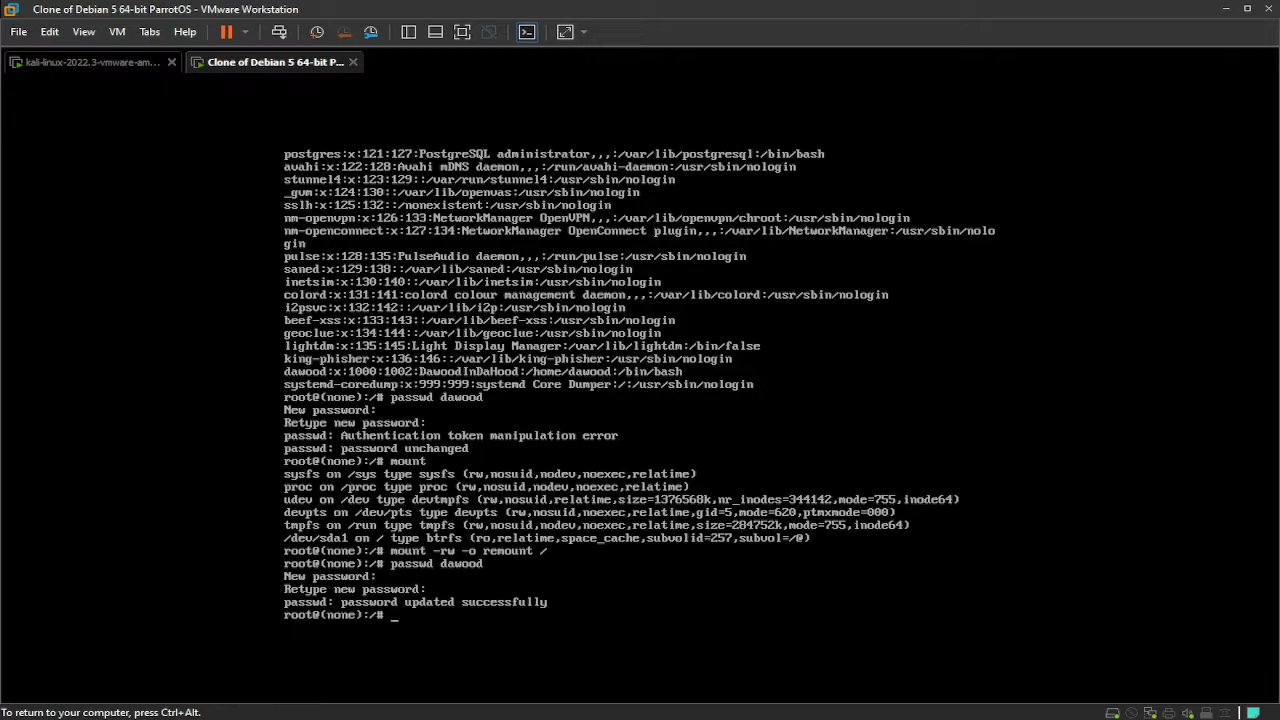 Clone of Debian 5 64-bit ParrotOS - VMware Workstation
File Edit View VM Tabs Help
kali-linux-2022.3-vmware-am... Clone of Debian 5 64-bit P...
postgres:x:121:127:PostgreSQL administrator,,,:/var/lib/postgresql:/bin/bash
avahi:x:122:128:Avahi mDNS daemon,,,:/run/avahi-daemon:/usr/sbin/nologin
stunnel4:x:123:129::/var/run/stunnel4:/usr/sbin/nologin
_gvm:x:124:130::/var/lib/openvas:/usr/sbin/nologin
sslh:x:125:132::/nonexistent:/usr/sbin/nologin
nm-openvpn:x:126:133:NetworkManager OpenVPN,,,:/var/lib/openvpn/chroot:/usr/sbin/nologin
nm-openconnect:x:127:134:NetworkManager OpenConnect plugin,,,:/var/lib/NetworkManager:/usr/sbin/nolo
gin
pulse:x:128:135:PulseAudio daemon,,,:/run/pulse:/usr/sbin/nologin
saned:x:129:138::/var/lib/saned:/usr/sbin/nologin
inetsim:x:130:140::/var/lib/inetsim:/usr/sbin/nologin
colord:x:131:141:colord colour management daemon,,,:/var/lib/colord:/usr/sbin/nologin
i2psvc:x:132:142::/var/lib/i2p:/usr/sbin/nologin
beef-xss:x:133:143::/var/lib/beef-xss:/usr/sbin/nologin
geoclue:x:134:144::/var/lib/geoclue:/usr/sbin/nologin
lightdm:x:135:145:Light Display Manager:/var/lib/lightdm:/bin/false
king-phisher:x:136:146::/var/lib/king-phisher:/usr/sbin/nologin
dawood:x:1000:1002:DawoodInDaHood:/home/dawood:/bin/bash
systemd-coredump:x:999:999:systemd Core Dumper:/:/usr/sbin/nologin
root@(none):/# passwd dawood
New password:
Retype new password:
passwd: Authentication token manipulation error
passwd: password unchanged
root@(none):/# mount
sysfs on /sys type sysfs (rw,nosuid,nodev,noexec,relatime)
proc on /proc type proc (rw,nosuid,nodev,noexec,relatime)
udev on /dev type devtmpfs (rw,nosuid,relatime,size=1376568k,nr_inodes=344142,mode=755,inode64)
devpts on /dev/pts type devpts (rw,nosuid,noexec,relatime,gid=5,mode=620,ptmxmode=000)
tmpfs on /run type tmpfs (rw,nosuid,nodev,noexec,relatime,size=284752k,mode=755,inode64)
/dev/sda1 on / type btrfs (ro,relatime,space_cache,subvolid=257,subvol=/@)
root@(none):/# mount -rw -o remount /
root@(none):/# passwd dawood
New password:
Retype new password:
passwd: password updated successfully
root@(none):/# _
To return to your computer, press Ctrl+Alt.